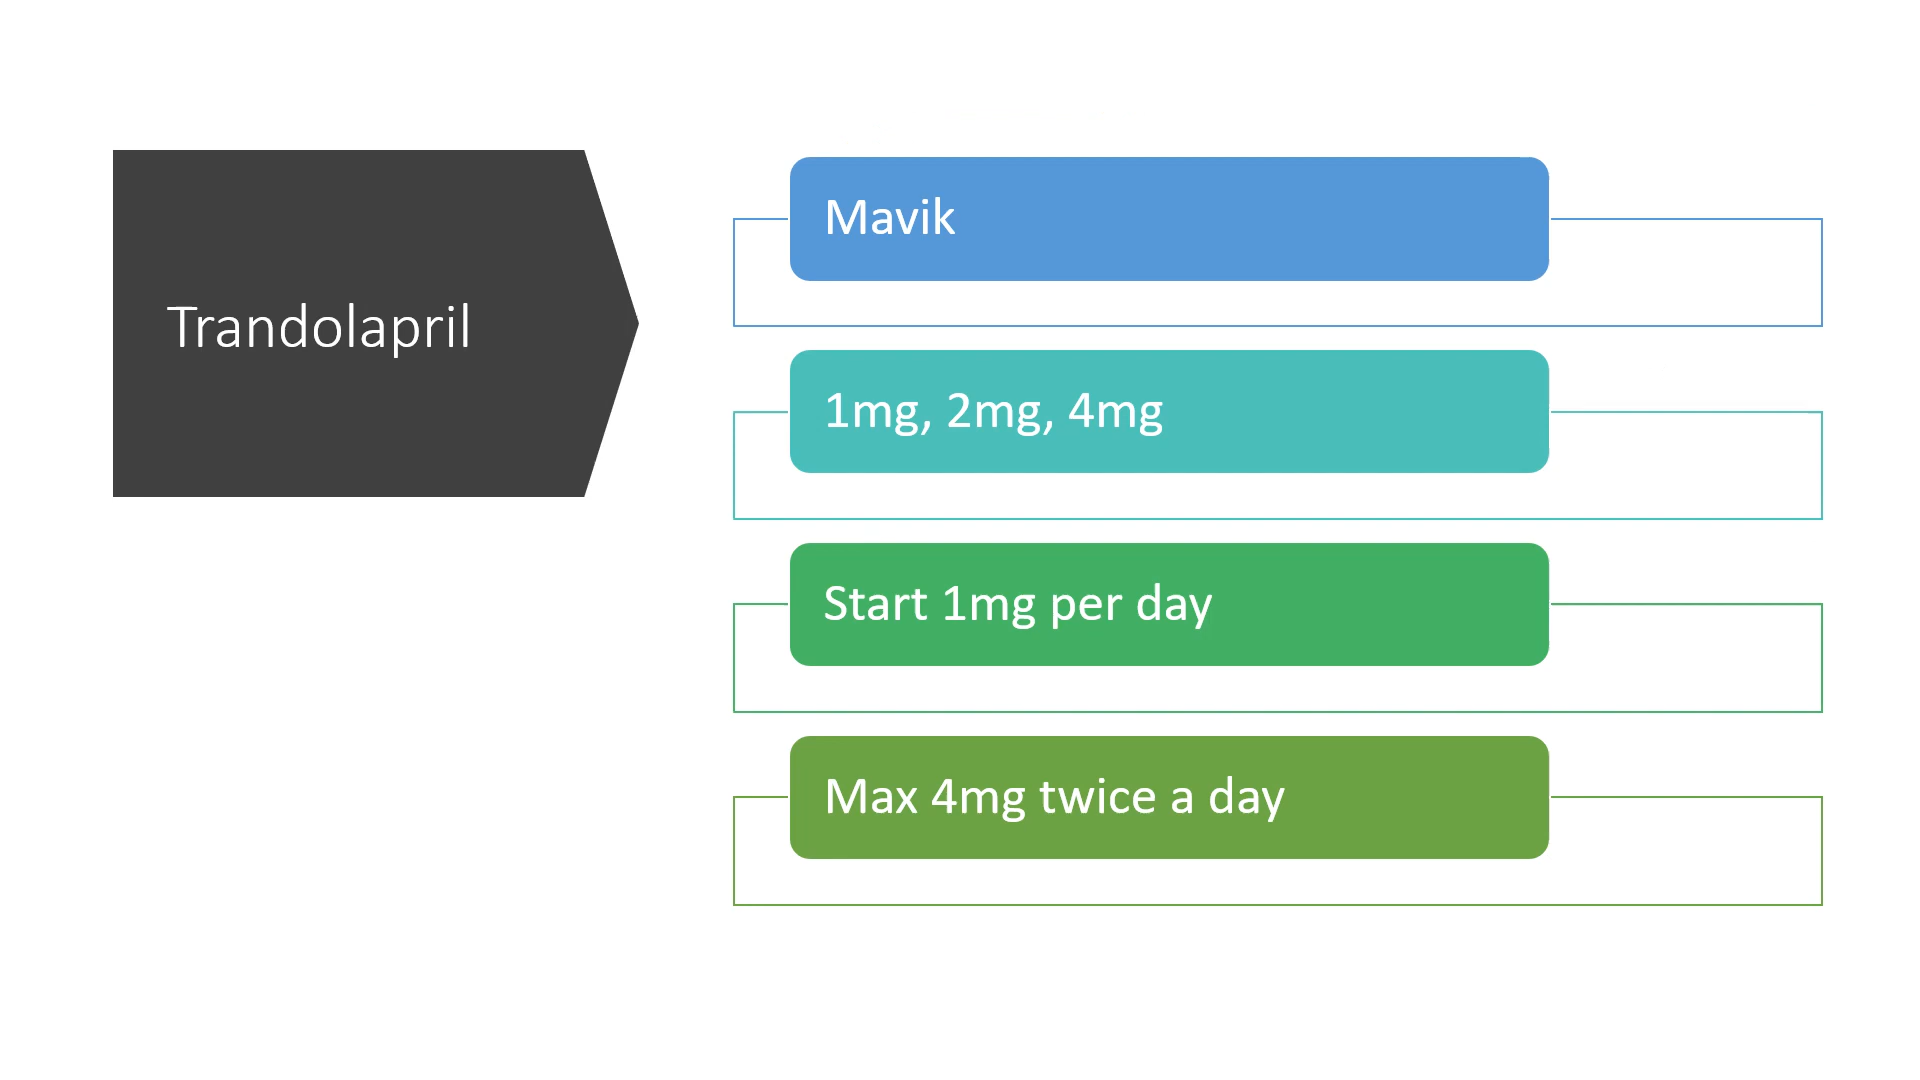 Trandolapril
Mavik
1mg, 2mg, 4mg
Start 1mg per day
Max 4mg twice a day